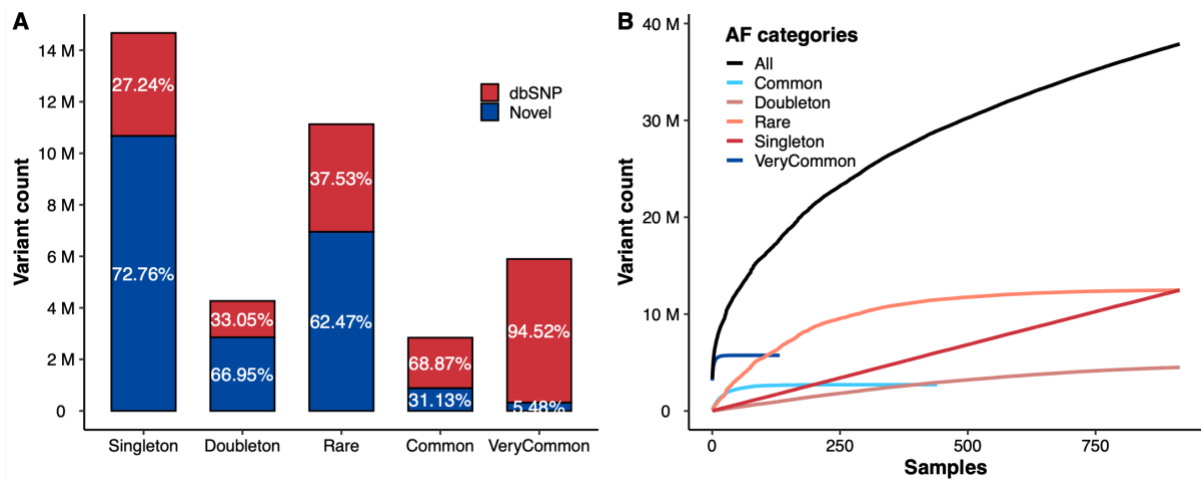 A
Variant count
14 M
12 M
10 M
8 M
6 M
4 M
2 M
0
27.24%
72.76%
33.05%
66.95%
37.53%
62.47%
68.87%
31.13%
94.52%
5.48%
dbSNP
Novel
Singleton
Doubleton
Rare
Common
VeryCommon
B
Variant count
40 M
30 M
20 M
10 M
0
AF categories
All
Common
Doubleton
Rare
Singleton
VeryCommon
0
250
500
750
Samples